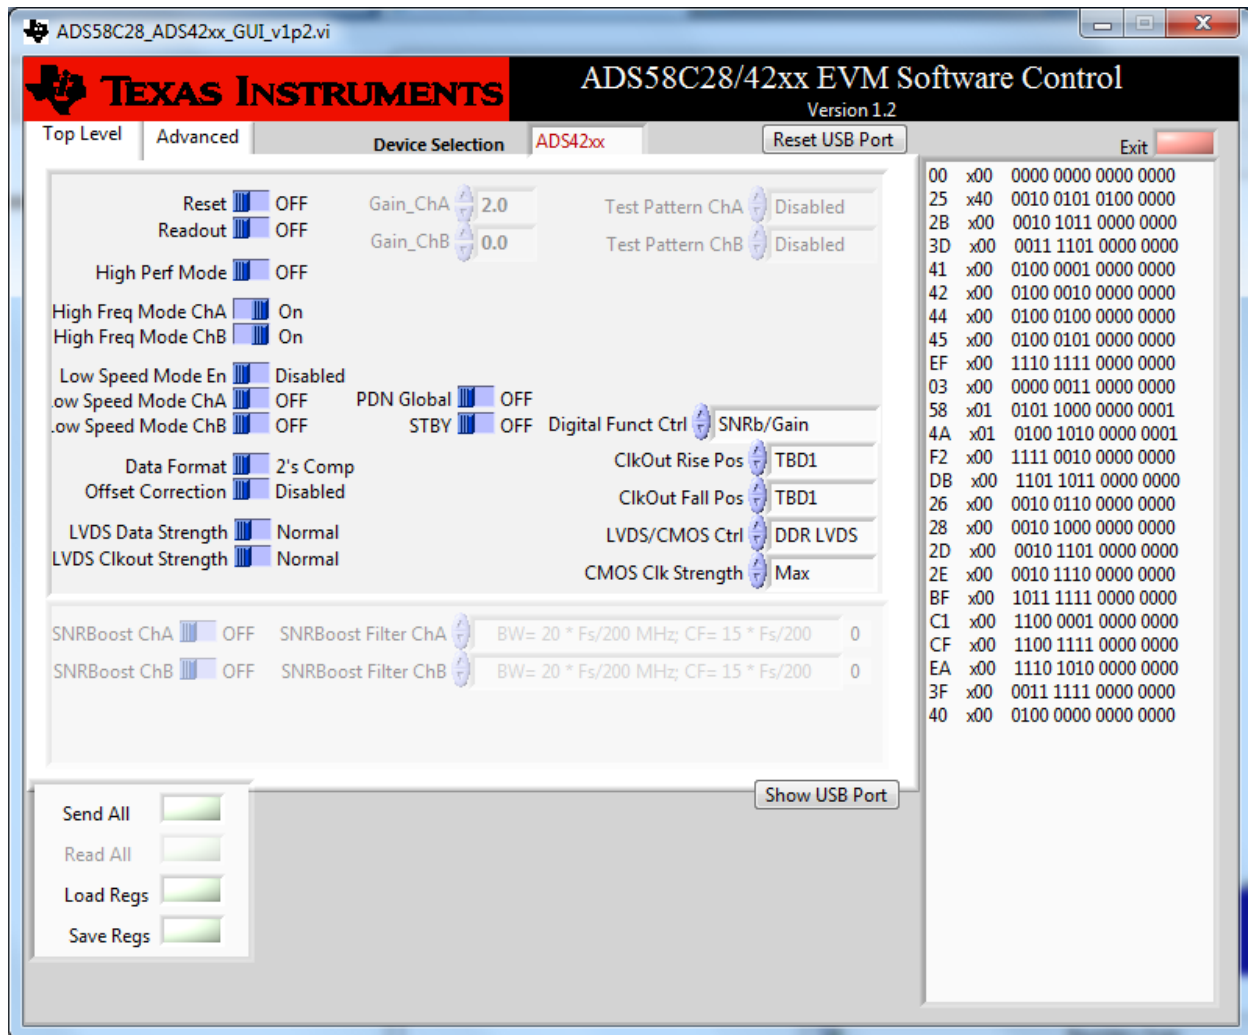 ADS58C28_ADS42xx_GUI_v1p2.vi
TEXAS INSTRUMENTS
ADS58C28/42xx EVM Software Control
Version 1.2
Top Level Advanced Device Selection ADS42xx Reset USB Port Exit
Reset OFF Gain_ChA 2.0 Test Pattern ChA Disabled
Readout OFF Gain_ChB 0.0 Test Pattern ChB Disabled
High Perf Mode OFF
High Freq Mode ChA On
High Freq Mode ChB On
Low Speed Mode En Disabled
ow Speed Mode ChA OFF PDN Global OFF
ow Speed Mode ChB OFF STBY OFF Digital Funct Ctrl SNRb/Gain
Data Format 2's Comp ClkOut Rise Pos TBD1
Offset Correction Disabled ClkOut Fall Pos TBD1
LVDS Data Strength Normal LVDS/CMOS Ctrl DDR LVDS
LVDS Clkout Strength Normal CMOS Clk Strength Max
SNRBoost ChA OFF SNRBoost Filter ChA BW= 20 * Fs/200 MHz; CF= 15 * Fs/200 0
SNRBoost ChB OFF SNRBoost Filter ChB BW= 20 * Fs/200 MHz; CF= 15 * Fs/200 0
Show USB Port
Send All
Read All
Load Regs
Save Regs
00 x00 0000 0000 0000 0000
25 x40 0010 0101 0100 0000
2B x00 0010 1011 0000 0000
3D x00 0011 1101 0000 0000
41 x00 0100 0001 0000 0000
42 x00 0100 0010 0000 0000
44 x00 0100 0100 0000 0000
45 x00 0100 0101 0000 0000
EF x00 1110 1111 0000 0000
03 x00 0000 0011 0000 0000
58 x01 0101 1000 0000 0001
4A x01 0100 1010 0000 0001
F2 x00 1111 0010 0000 0000
DB x00 1101 1011 0000 0000
26 x00 0010 0110 0000 0000
28 x00 0010 1000 0000 0000
2D x00 0010 1101 0000 0000
2E x00 0010 1110 0000 0000
BF x00 1011 1111 0000 0000
C1 x00 1100 0001 0000 0000
CF x00 1100 1111 0000 0000
EA x00 1110 1010 0000 0000
3F x00 0011 1111 0000 0000
40 x00 0100 0000 0000 0000